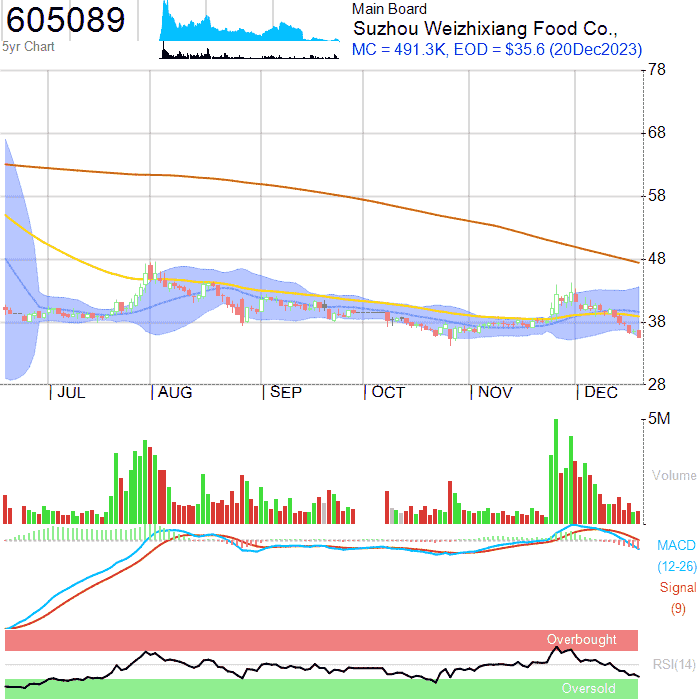 605089
5yr Chart
Main Board
Suzhou Weizhixiang Food Co.,
MC = 491.3K, EOD = $35.6 (20Dec2023)
78
68
58
48
38
28
JUL
AUG
SEP
OCT
NOV
DEC
5M
Volume
MACD
(12-26)
Signal
(9)
Overbought
RSI(14)
Oversold